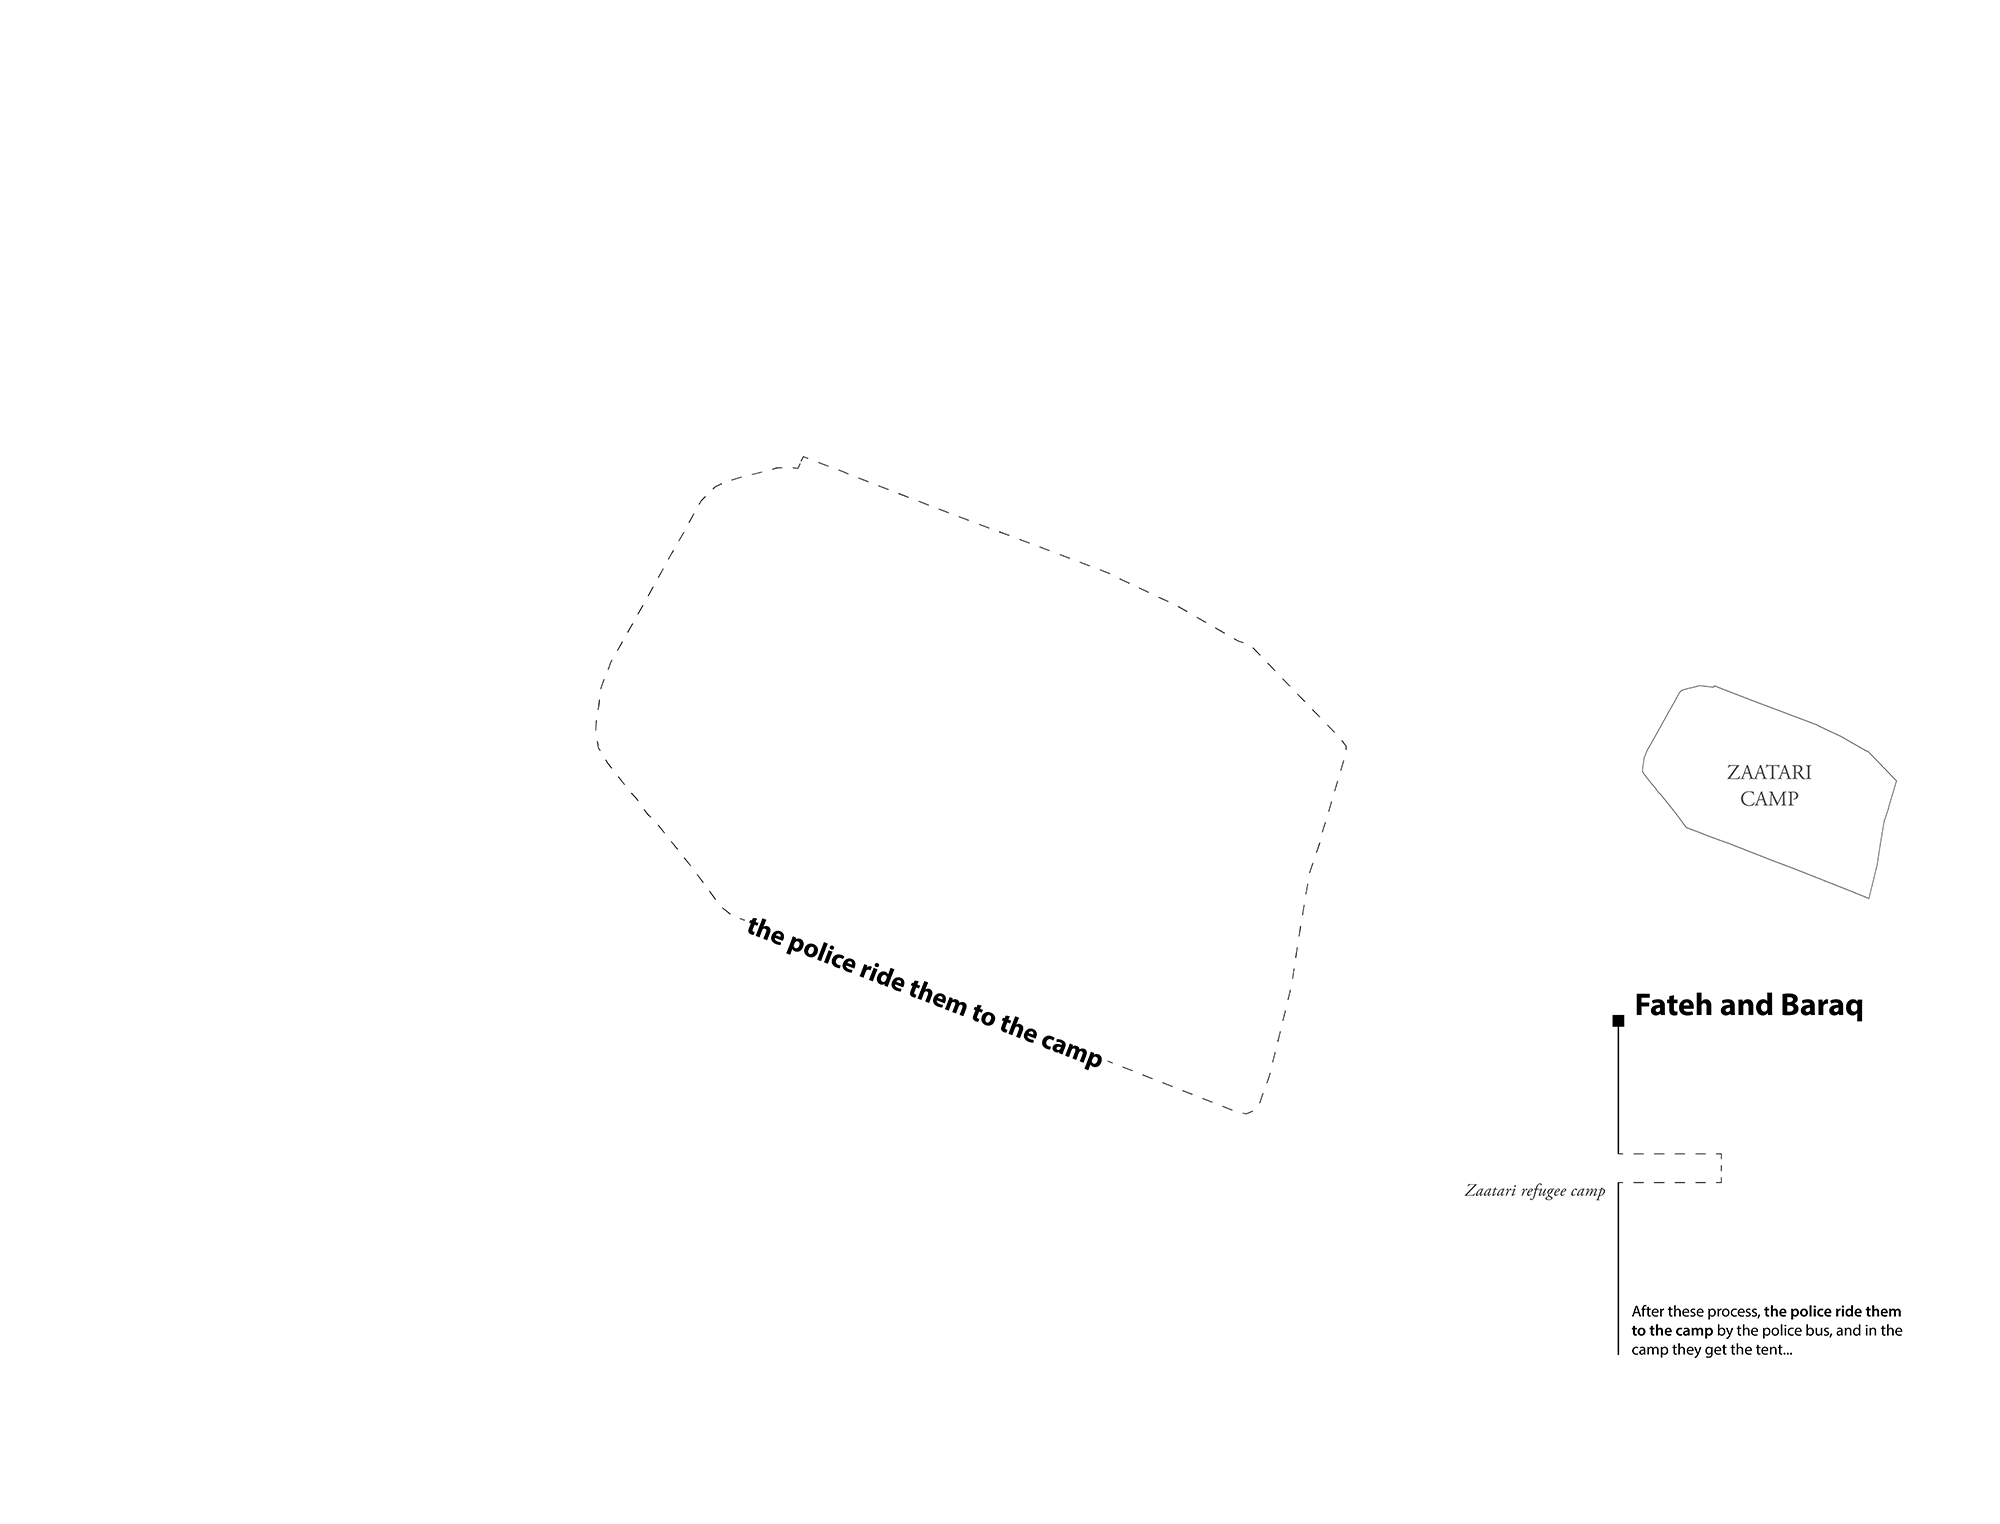 the police ride them to the camp
ZAATARI
CAMP
Fateh and Baraq
Zaatari refugee camp
After these process, the police ride them
to the camp by the police bus, and in the
camp they get the tent...